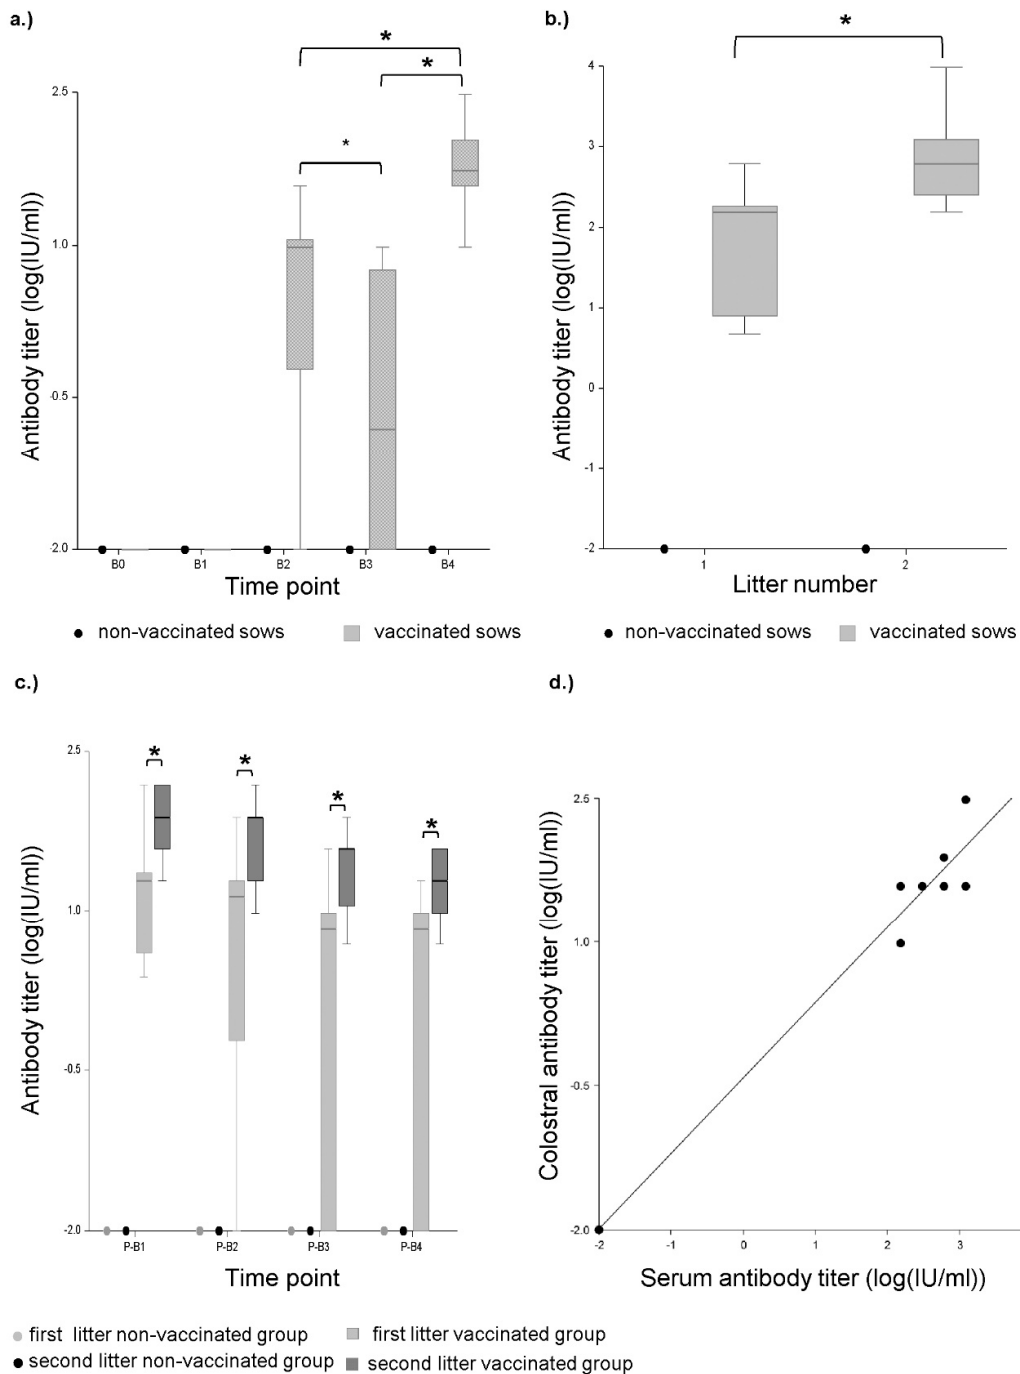 a.)
*
*
*
2.5
1.0
-0.5
-2.0
Antibody titer (log(IU/ml))
B0 B1 B2 B3 B4
Time point
● non-vaccinated sows vaccinated sows
b.)
*
4
3
2
1
0
-1
-2
Antibody titer (log(IU/ml))
1 2
Litter number
● non-vaccinated sows vaccinated sows
c.)
* * * *
2.5
1.0
-0.5
-2.0
Antibody titer (log(IU/ml))
P-B1 P-B2 P-B3 P-B4
Time point
first litter non-vaccinated group first litter vaccinated group
second litter non-vaccinated group second litter vaccinated group
d.)
2.5
1.0
-0.5
-2.0
Colostral antibody titer (log(IU/ml))
-2 -1 0 1 2 3
Serum antibody titer (log(IU/ml))